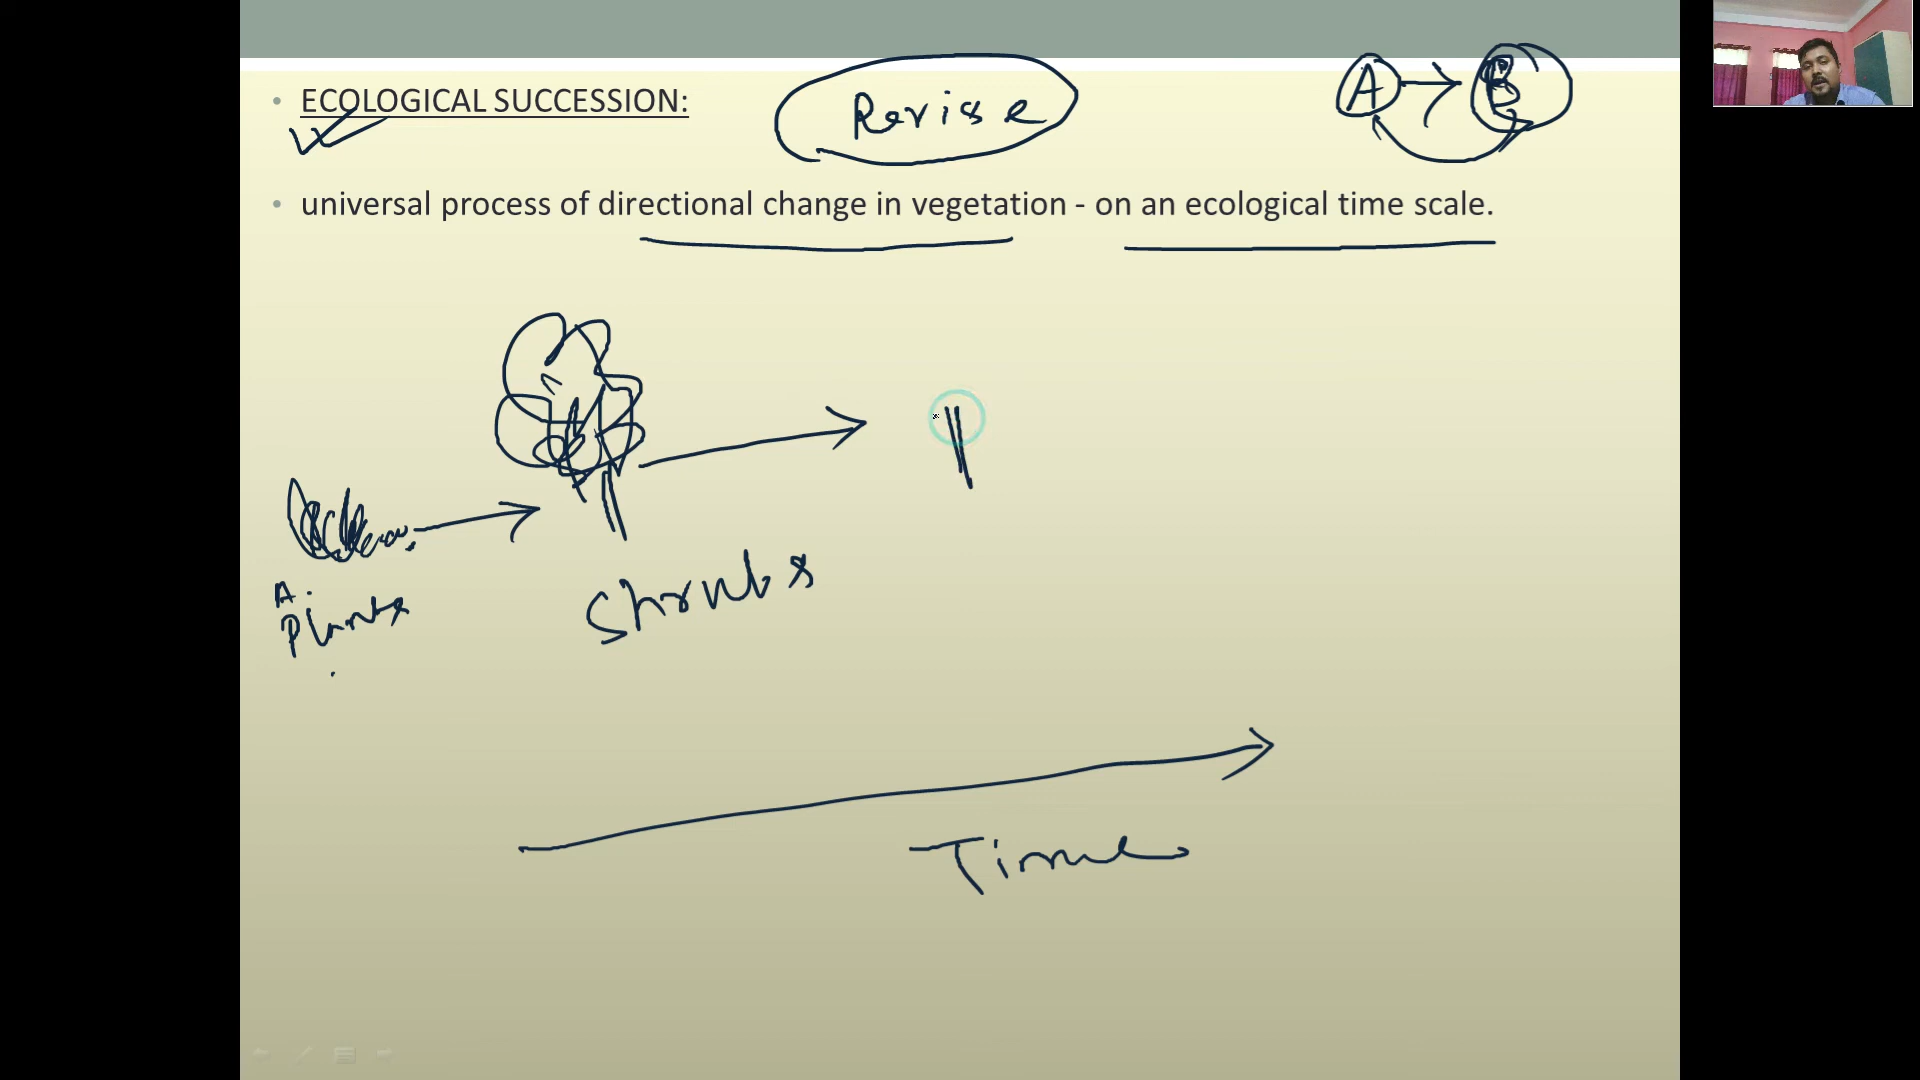 ECOLOGICAL SUCCESSION:
Revise
A
B
universal process of directional change in vegetation - on an ecological time scale.
A.
Plants
Shrubs
Time